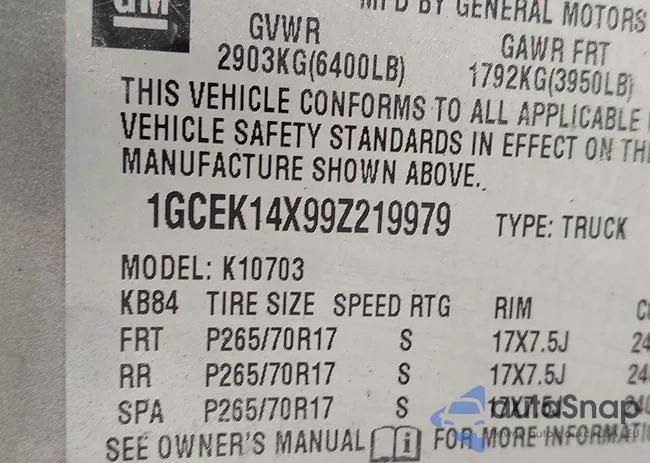 GM
MFD BY GENERAL MOTORS
GVWR
GAWR FRT
2903KG(6400LB)
1792KG(3950LB)
THIS VEHICLE CONFORMS TO ALL APPLICABLE
VEHICLE SAFETY STANDARDS IN EFFECT ON THE
MANUFACTURE SHOWN ABOVE.
1GCEK14X99Z219979 TYPE: TRUCK
MODEL: K10703
KB84 TIRE SIZE SPEED RTG RIM
FRT P265/70R17 S 17X7.5J
RR P265/70R17 S 17X7.5J
SPA P265/70R17 S 17X7.5J
autoSnap
SEE OWNER'S MANUAL FOR MORE INFORMATIO